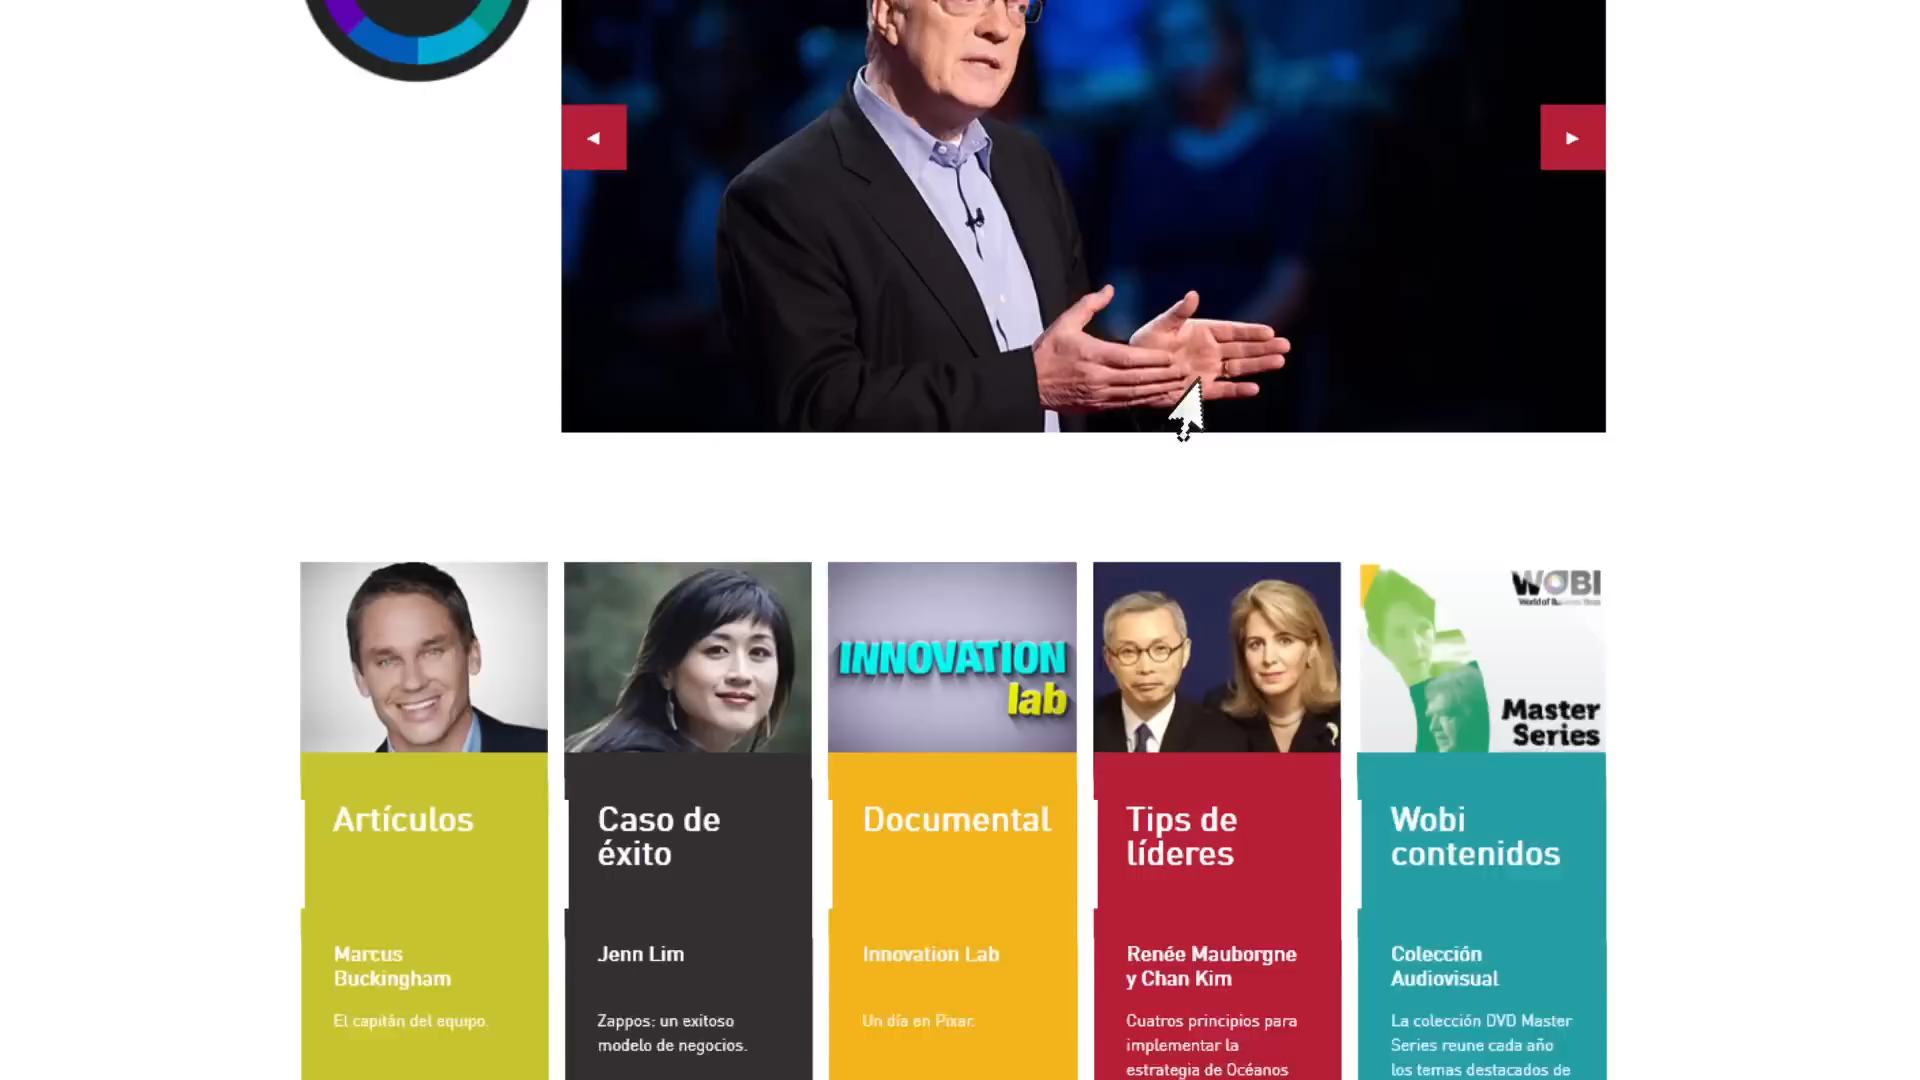 INNOVATION
lab
WOBI
Master
Series
Artículos
Caso de
éxito
Documental
Tips de
líderes
Wobi
contenidos
Marcus
Buckingham
Jenn Lim
Innovation Lab
Renée Mauborgne
y Chan Kim
Colección
Audiovisual
El capitán del equipo.
Zappos: un exitoso
modelo de negocios.
Un día en Pixar.
Cuatros principios para
implementar la
estrategia de Océanos
La colección DVD Master
Series reune cada año
los temas destacados de